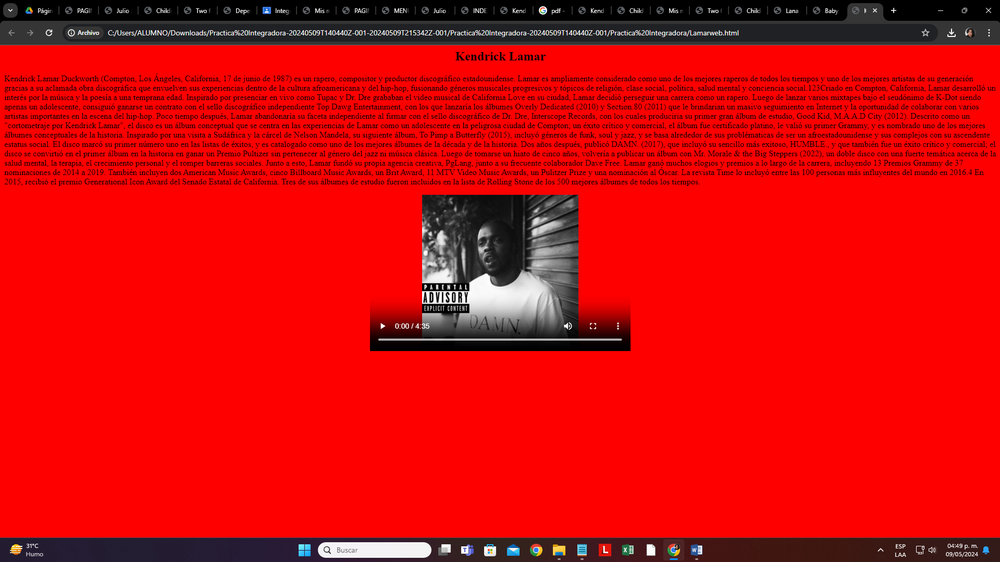 Págin
PAGIN
Julio
Childi
Two f
Depe
Integ
Mis m
PAGIN
MENU
Julio J
INDE
Kend
pdf -
Kend
Child
Mis m
Two f
Child
Lana
Baby
K
Archivo
C:/Users/ALUMNO/Downloads/Practica%20Integradora-20240509T140440Z-001-20240509T215342Z-001/Practica%20Integradora-20240509T140440Z-001/Practica%20Integradora/Lamarweb.html
Kendrick Lamar
Kendrick Lamar Duckworth (Compton, Los Ángeles, California, 17 de junio de 1987) es un rapero, compositor y productor discográfico estadounidense. Lamar es ampliamente considerado como uno de los mejores raperos de todos los tiempos y uno de los mejores artistas de su generación
gracias a su aclamada obra discográfica que envuelven sus experiencias dentro de la cultura afroamericana y del hip-hop, fusionando géneros musicales progresivos y tópicos de religión, clase social, política, salud mental y conciencia social.123Criado en Compton, California, Lamar desarrolló un
interés por la música y la poesía a una temprana edad. Inspirado por presenciar en vivo como Tupac y Dr. Dre grababan el video musical de California Love en su ciudad, Lamar decidió perseguir una carrera como un rapero. Luego de lanzar varios mixtapes bajo el seudónimo de K-Dot siendo
apenas un adolescente, consiguió ganarse un contrato con el sello discográfico independiente Top Dawg Entertainment, con los que lanzaría los álbumes Overly Dedicated (2010) y Section.80 (2011) que le brindarían un masivo seguimiento en Internet y la oportunidad de colaborar con varios
artistas importantes en la escena del hip-hop. Poco tiempo después, Lamar abandonaría su faceta independiente al firmar con el sello discográfico de Dr. Dre, Interscope Records, con los cuales produciría su primer gran álbum de estudio, Good Kid, M.A.A.D City (2012). Descrito como un
"cortometraje por Kendrick Lamar", el disco es un álbum conceptual que se centra en las experiencias de Lamar como un adolescente en la peligrosa ciudad de Compton; un éxito crítico y comercial, el álbum fue certificado platino, le valió su primer Grammy, y es nombrado uno de los mejores
álbumes conceptuales de la historia. Inspirado por una visita a Sudáfrica y la cárcel de Nelson Mandela, su siguiente álbum, To Pimp a Butterfly (2015), incluyó géneros de funk, soul y jazz, y se basa alrededor de sus problemáticas de ser un afroestadounidense y sus complejos con su ascendente
estatus social. El disco marcó su primer número uno en las listas de éxitos, y es catalogado como uno de los mejores álbumes de la década y de la historia. Dos años después, publicó DAMN. (2017), que incluyó su sencillo más exitoso, HUMBLE., y que también fue un éxito crítico y comercial; el
disco se convirtió en el primer álbum en la historia en ganar un Premio Pultizer sin pertenecer al género del jazz ni música clásica. Luego de tomarse un hiato de cinco años, volvería a publicar un álbum con Mr. Morale & the Big Steppers (2022), un doble disco con una fuerte temática acerca de la
salud mental, la terapia, el crecimiento personal y el romper barreras sociales. Junto a esto, Lamar fundó su propia agencia creativa, PgLang, junto a su frecuente colaborador Dave Free. Lamar ganó muchos elogios y premios a lo largo de la carrera, incluyendo 13 Premios Grammy de 37
nominaciones de 2014 a 2019. También incluyen dos American Music Awards, cinco Billboard Music Awards, un Brit Award, 11 MTV Video Music Awards, un Pulitzer Prize y una nominación al Óscar. La revista Time lo incluyó entre las 100 personas más influyentes del mundo en 2016.4 En
2015, recibió el premio Generational Icon Award del Senado Estatal de California. Tres de sus álbumes de estudio fueron incluidos en la lista de Rolling Stone de los 500 mejores álbumes de todos los tiempos.
PARENTAL
ADVISORY
EXPLICIT CONTENT
DAMN.
0:00 / 4:35
31°C
Humo
Buscar
ESP
LAA
04:49 p. m.
09/05/2024